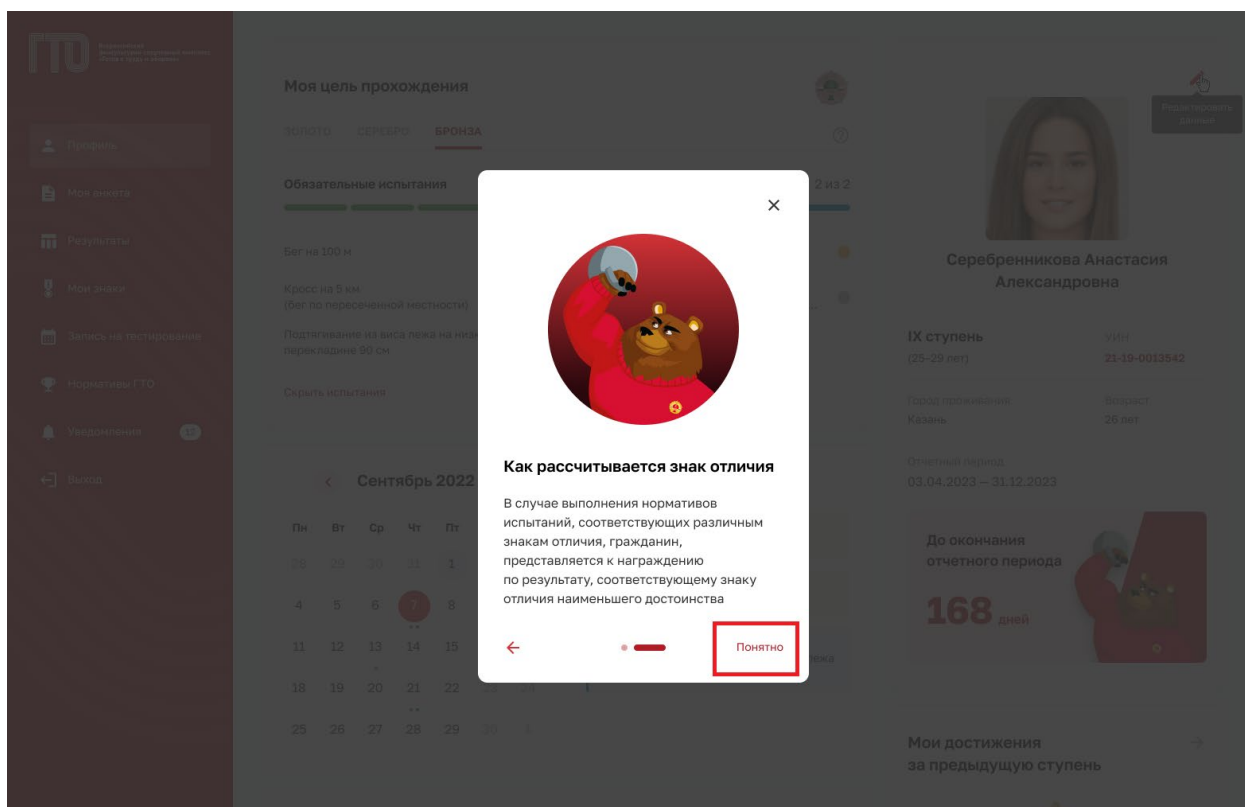 ГТО
Моя цель прохождения
ЗОЛОТО СЕРЕБРО БРОНЗА
Обязательные испытания
2 из 2
Бег на 100 м
Кросс на 5 км
(бег по пересеченной местности)
Подтягивание из виса лежа на низ
перекладине 90 см
Скрыть испытания
Профиль
Моя анкета
Результаты
Мои знаки
Запись на тестирование
Нормативы ГТО
Уведомления 12
Выход
Как рассчитывается знак отличия
В случае выполнения нормативов
испытаний, соответствующих различным
знакам отличия, гражданин,
представляется к награждению
по результату, соответствующему знаку
отличия наименьшего достоинства
Понятно
Сентябрь 2022
Пн Вт Ср Чт Пт
28 29 30 31 1
4 5 6 7 8
11 12 13 14 15
18 19 20 21 22 23 24
25 26 27 28 29 30
Редактировать
данные
Серебренникова Анастасия
Александровна
IX ступень УИН
(25–29 лет) 21-19-0013542
Город проживания Возраст
Казань 26 лет
Отчетный период
03.04.2023 — 31.12.2023
До окончания
отчетного периода
168 дней
Мои достижения
за предыдущую ступень